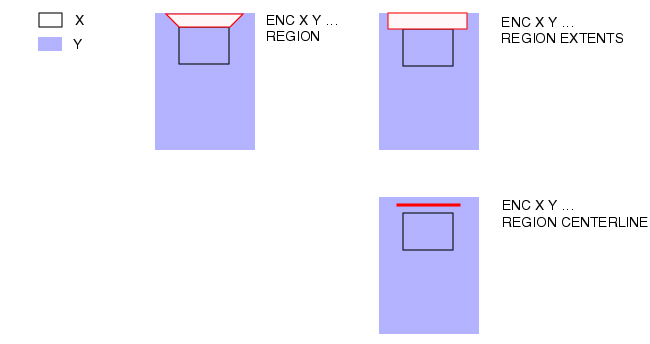 X
Y
ENC X Y ...
REGION
ENC X Y ...
REGION EXTENTS
ENC X Y ...
REGION CENTERLINE